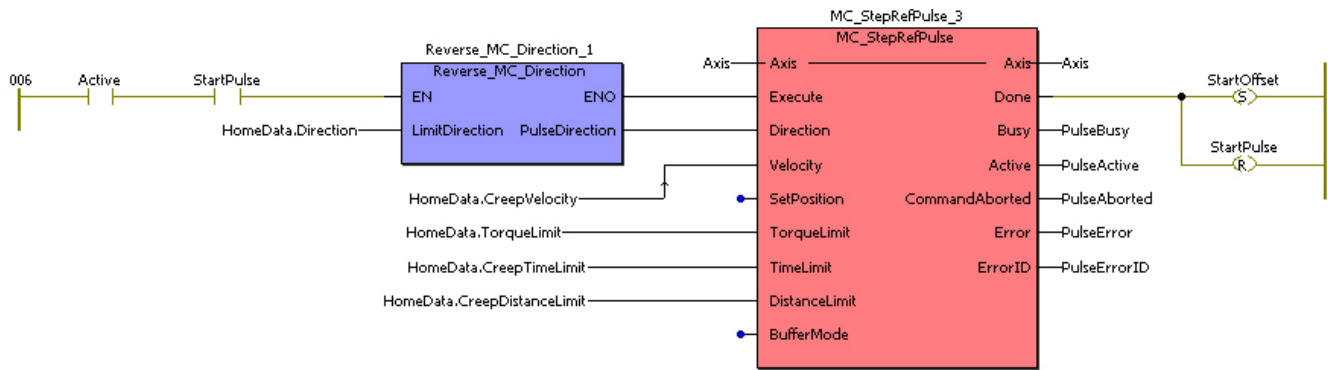 MC_StepRefPulse_3
MC_StepRefPulse
Reverse_MC_Direction_1
Reverse_MC_Direction
006 Active StartPulse
EN ENO
HomeData.Direction LimitDirection PulseDirection
Axis Axis Axis Axis
Execute Done StartOffset
S
Direction Busy PulseBusy
StartPulse
R
Velocity Active PulseActive
HomeData.CreepVelocity SetPosition CommandAborted PulseAborted
HomeData.TorqueLimit TorqueLimit Error PulseError
HomeData.CreepTimeLimit TimeLimit ErrorID PulseErrorID
HomeData.CreepDistanceLimit DistanceLimit
BufferMode